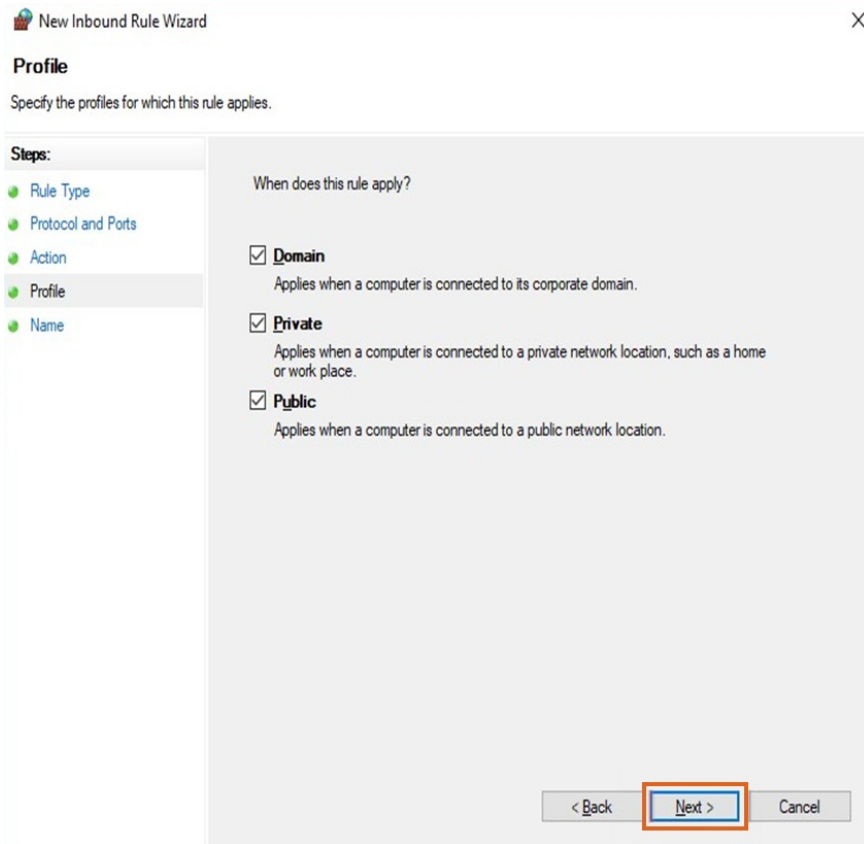 New Inbound Rule Wizard
Profile
Specify the profiles for which this rule applies.
Steps:
Rule Type
Protocol and Ports
Action
Profile
Name
When does this rule apply?
Domain
Applies when a computer is connected to its corporate domain.
Private
Applies when a computer is connected to a private network location, such as a home
or work place.
Public
Applies when a computer is connected to a public network location.
< Back
Next >
Cancel